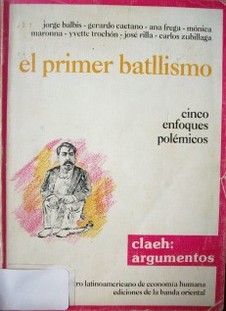 jorge balbis - gerardo caetano - ana frega - mónica
maronna - yvette trochón - josé rilla - carlos zubillaga
el primer batllismo
cinco
enfoques
polémicos
claeh:
argumentos
tro latinoamericano de economía humana
ediciones de la banda oriental